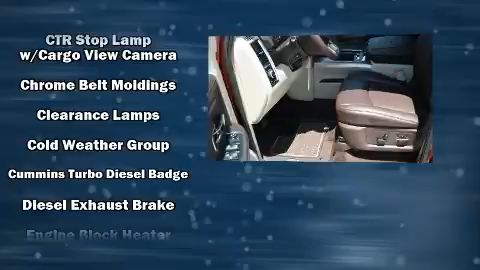 CTR Stop Lamp
w/Cargo View Camera
Chrome Belt Moldings
Clearance Lamps
Cold Weather Group
Cummins Turbo Diesel Badge
Diesel Exhaust Brake
Engine Block Heater